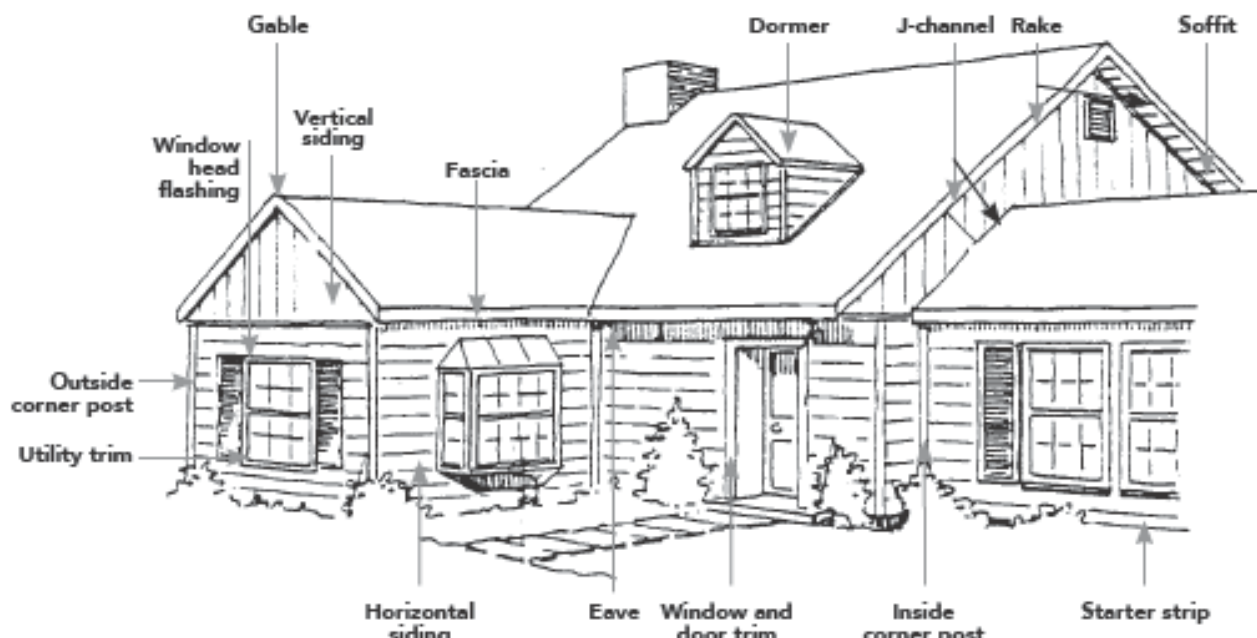 Gable
Dormer
J-channel
Rake
Soffit
Vertical
siding
Window
head
flashing
Fascia
Outside
corner post
Utility trim
Horizontal
siding
Eave
Window and
door trim
Inside
corner post
Starter strip